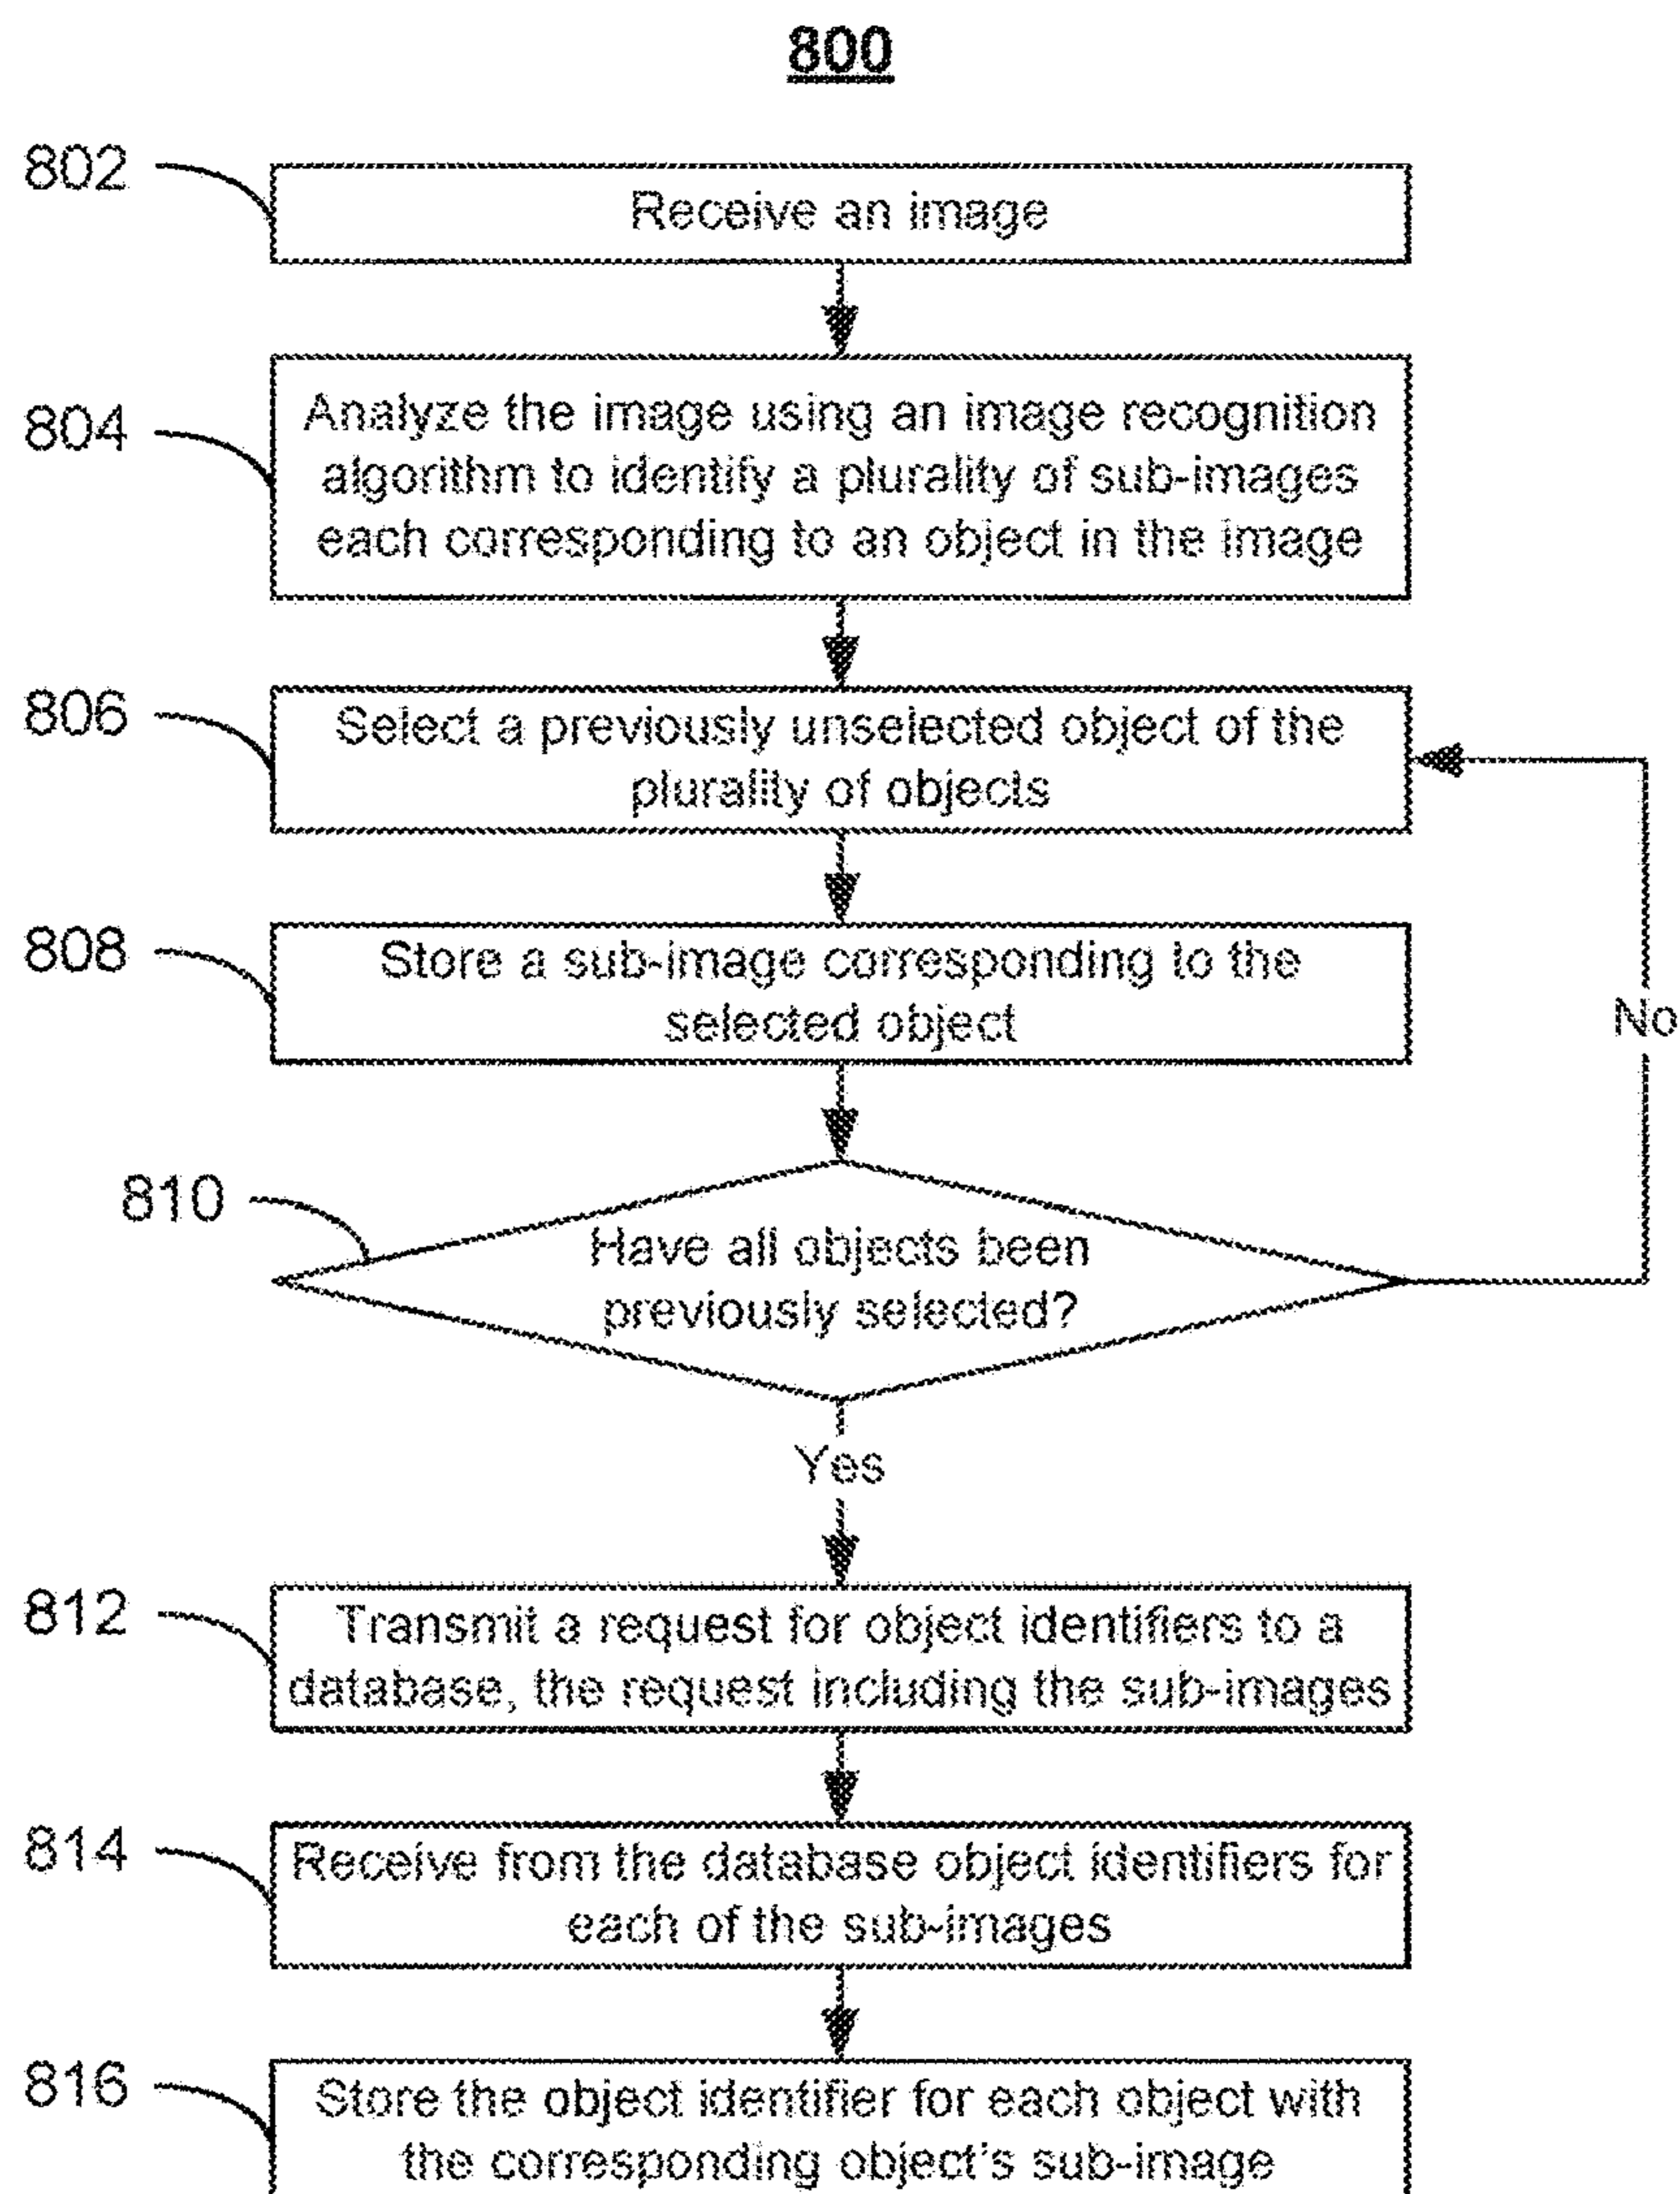 800
802
Receive an image
804
Analyze the image using an image recognition
algorithm to identify a plurality of sub-images
each corresponding to an object in the image
806
Select a previously unselected object of the
plurality of objects
808
Store a sub-image corresponding to the
selected object
No
810
Have all objects been
previously selected?
Yes
812
Transmit a request for object identifiers to a
database, the request including the sub-images
814
Receive from the database object identifiers for
each of the sub-images
816
Store the object identifier for each object with
the corresponding object's sub-image